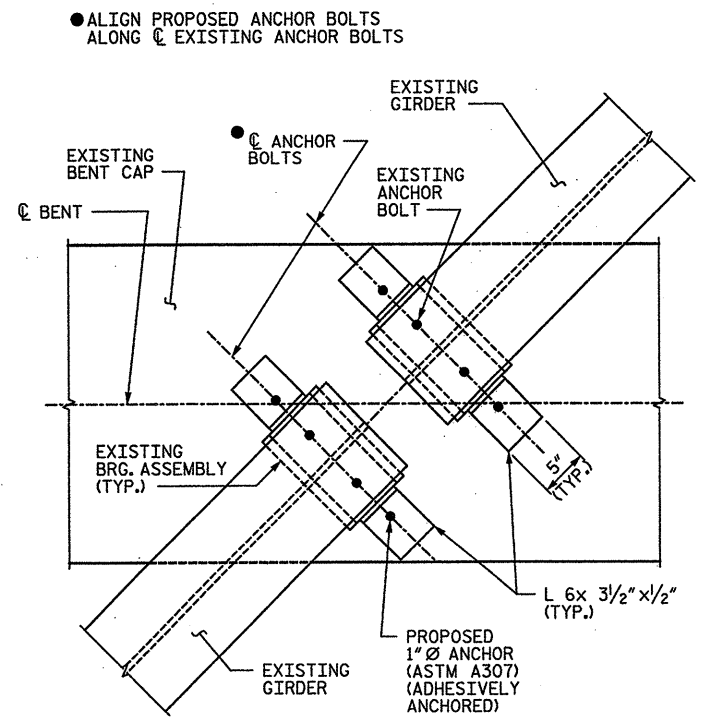 ● ALIGN PROPOSED ANCHOR BOLTS
ALONG ℄ EXISTING ANCHOR BOLTS
EXISTING
GIRDER
● ℄ ANCHOR
BOLTS
EXISTING
BENT CAP
EXISTING
ANCHOR
BOLT
℄ BENT
EXISTING
BRG. ASSEMBLY
(TYP.)
5"
(TYP.)
L 6x 3½"x½"
(TYP.)
PROPOSED
1" Ø ANCHOR
(ASTM A307)
(ADHESIVELY
ANCHORED)
EXISTING
GIRDER